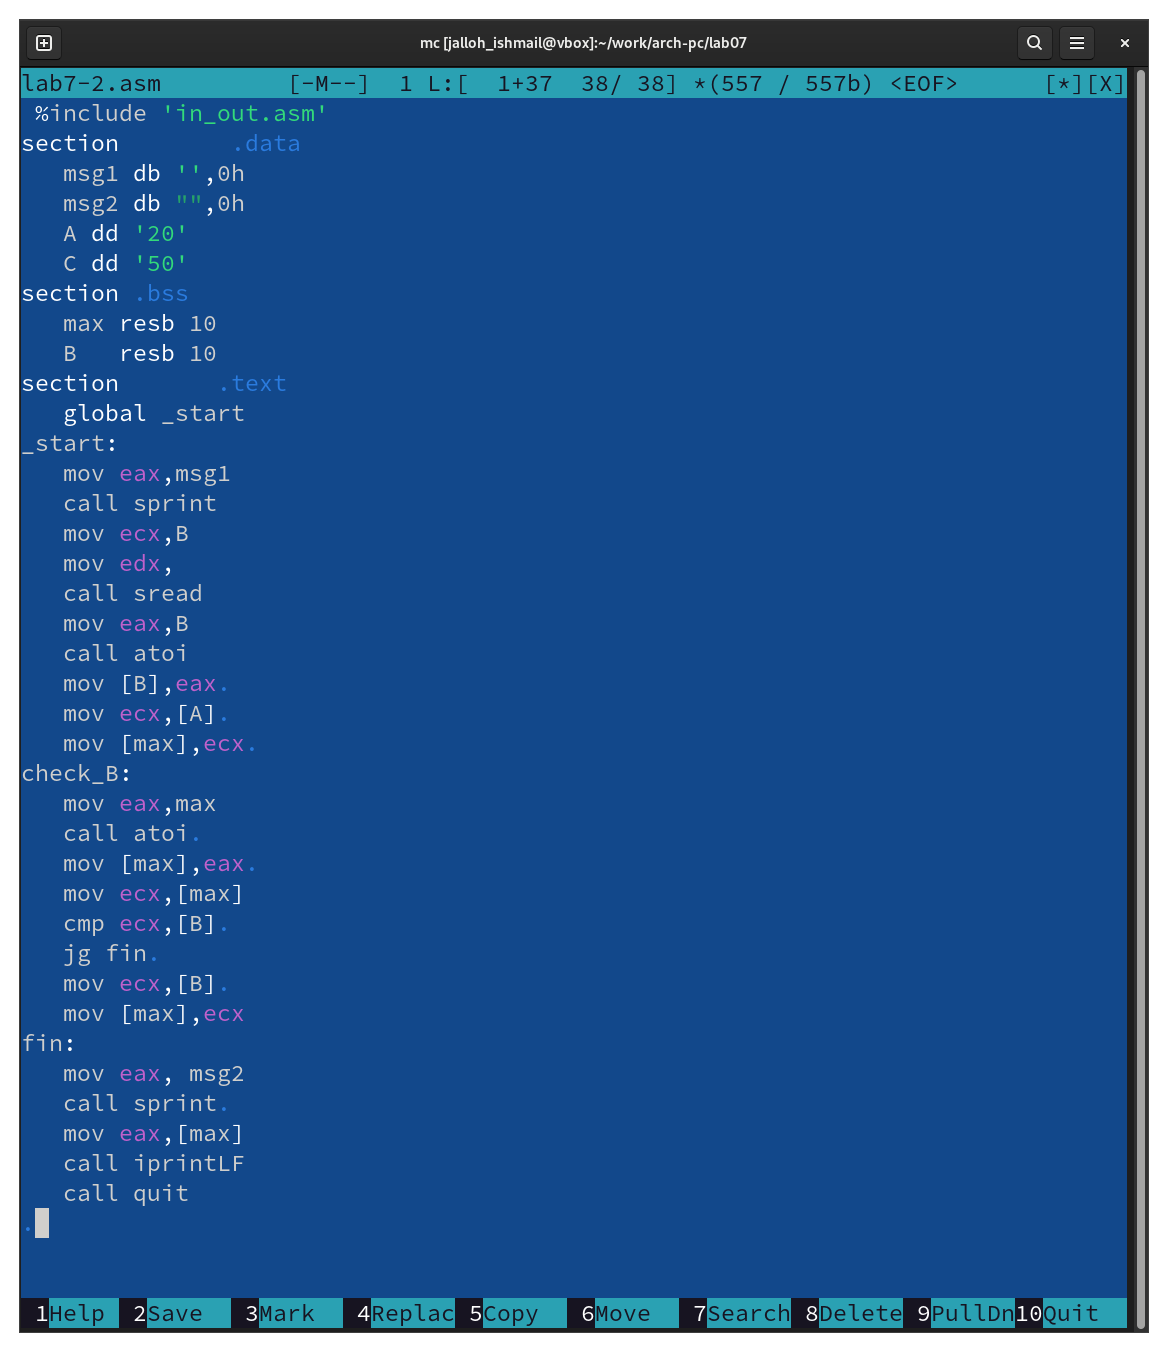 mc [jalloh_ishmail@vbox]:~/work/arch-pc/lab07
lab7-2.asm         [-M--]  1 L:[  1+37  38/ 38] *(557 / 557b) <EOF>      [*][X]
 %include 'in_out.asm'
section        .data
   msg1 db '',0h
   msg2 db "",0h
   A dd '20'
   C dd '50'
section .bss
   max resb 10
   B   resb 10
section       .text
   global _start
_start:
   mov eax,msg1
   call sprint
   mov ecx,B
   mov edx,
   call sread
   mov eax,B
   call atoi
   mov [B],eax.
   mov ecx,[A].
   mov [max],ecx.
check_B:
   mov eax,max
   call atoi.
   mov [max],eax.
   mov ecx,[max]
   cmp ecx,[B].
   jg fin.
   mov ecx,[B].
   mov [max],ecx
fin:
   mov eax, msg2
   call sprint.
   mov eax,[max]
   call iprintLF
   call quit
.
1Help 2Save 3Mark 4Replac 5Copy 6Move 7Search 8Delete 9PullDn 10Quit